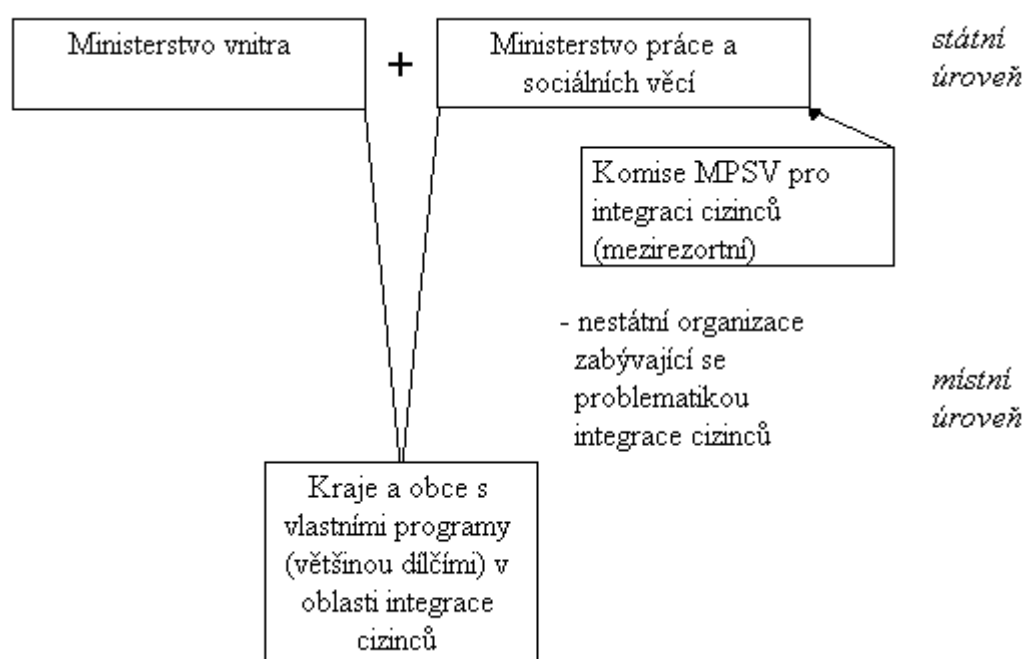 Ministerstvo vnitra
+
Ministerstvo práce a
sociálních věcí
státní
úroveň
Komise MPSV pro
integraci cizinců
(mezirezortní)
- nestátní organizace
zabývající se
problematikou
integrace cizinců
místní
úroveň
Kraje a obce s
vlastními programy
(většinou dílčími) v
oblasti integrace
cizinců